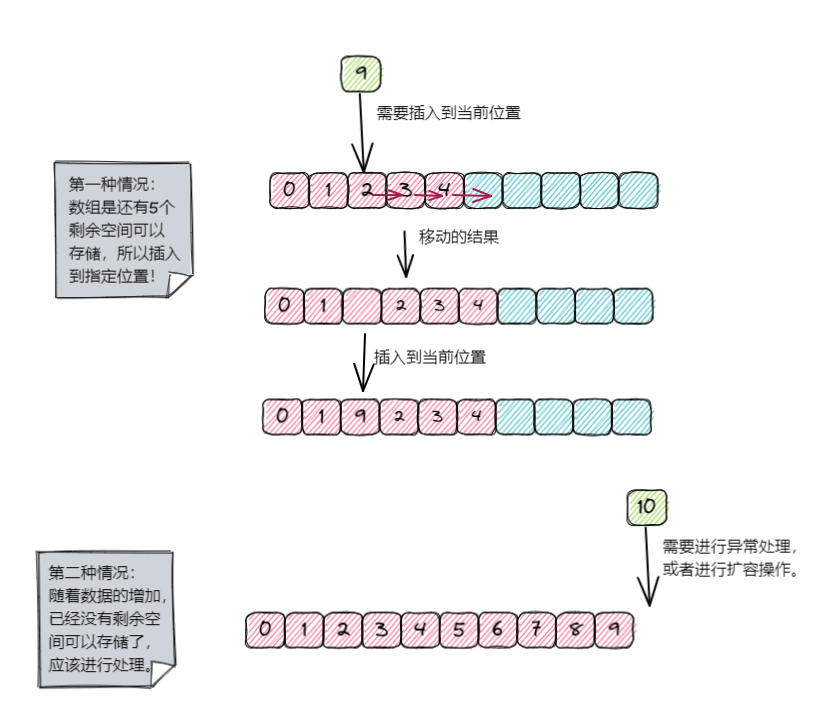 9
需要插入到当前位置
第一种情况：
数组是还有5个
剩余空间可以
存储，所以插入
到指定位置！
0 1 2 3 4
移动的结果
0 1 2 3 4
插入到当前位置
0 1 9 2 3 4
10
需要进行异常处理，
或者进行扩容操作。
第二种情况：
随着数据的增加，
已经没有剩余空
间可以存储了，
应该进行处理。
0 1 2 3 4 5 6 7 8 9